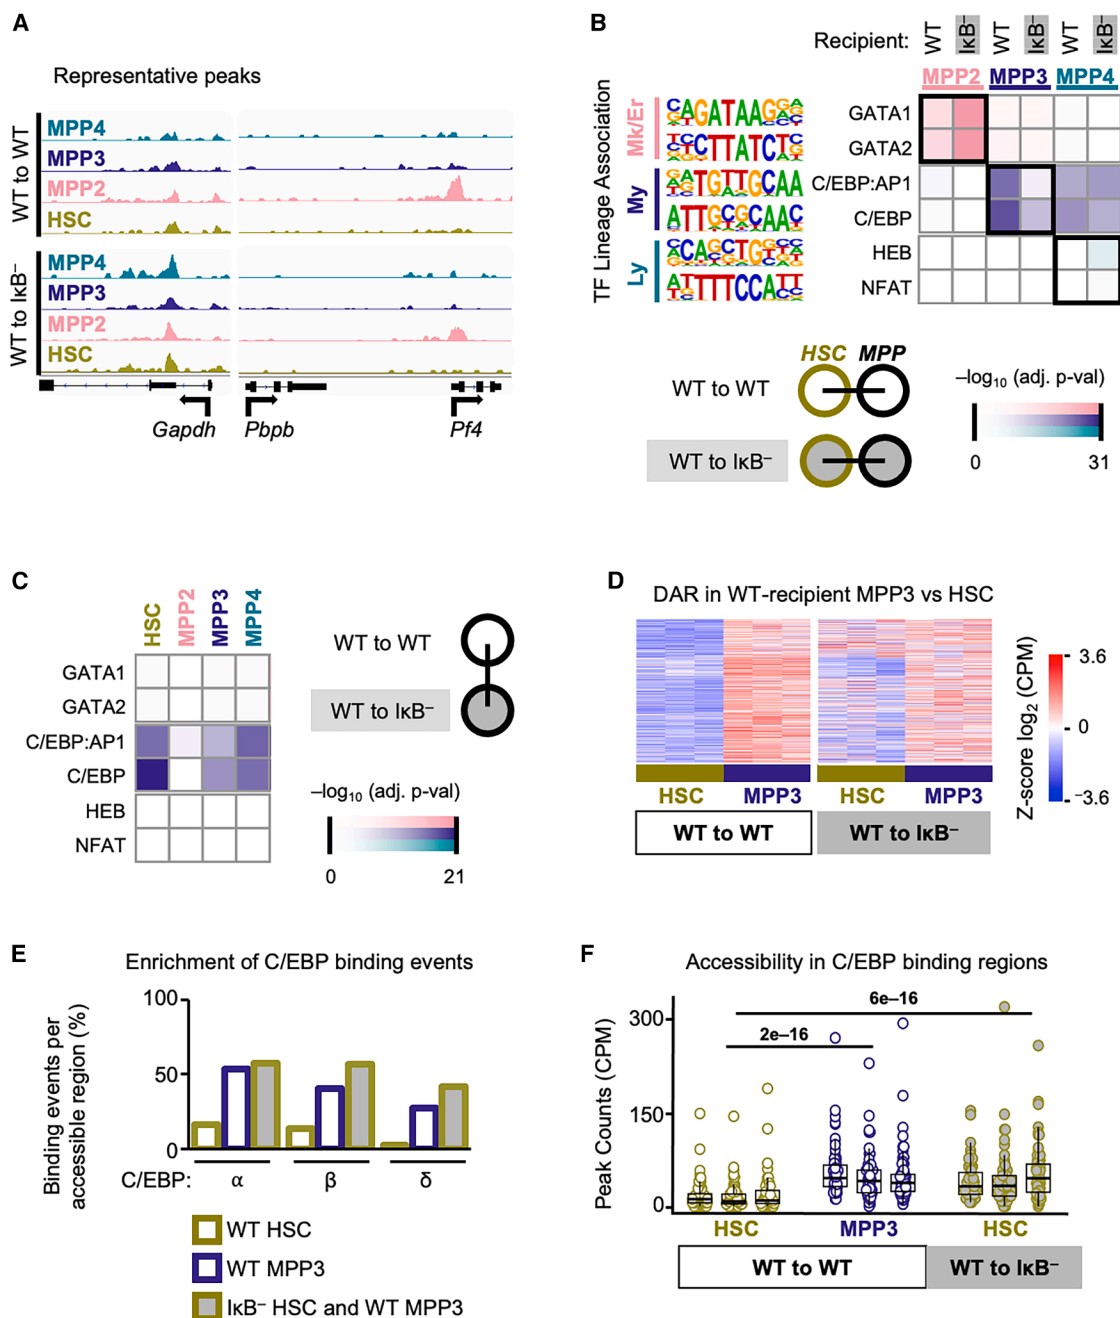 A
Representative peaks
WT to WT
MPP4
MPP3
MPP2
HSC
WT to IκB⁻
MPP4
MPP3
MPP2
HSC
Gapdh
Pbpb
Pf4
B
Recipient: WT IκB⁻ WT IκB⁻ WT IκB⁻
MPP2 MPP3 MPP4
TF Lineage Association
Mk/Er
My
Ly
GATA1
GATA2
C/EBP:AP1
C/EBP
HEB
NFAT
HSC MPP
WT to WT
WT to IκB⁻
–log₁₀ (adj. p-val)
0 31
C
HSC MPP2 MPP3 MPP4
GATA1
GATA2
C/EBP:AP1
C/EBP
HEB
NFAT
WT to WT
WT to IκB⁻
–log₁₀ (adj. p-val)
0 21
D
DAR in WT-recipient MPP3 vs HSC
HSC MPP3 HSC MPP3
WT to WT WT to IκB⁻
Z-score log₂ (CPM)
3.6
0
–3.6
E
Enrichment of C/EBP binding events
Binding events per
accessible region (%)
100
50
0
C/EBP: α β δ
WT HSC
WT MPP3
IκB⁻ HSC and WT MPP3
F
Accessibility in C/EBP binding regions
Peak Counts (CPM)
300
150
0
6e–16
2e–16
HSC MPP3 HSC
WT to WT WT to IκB⁻